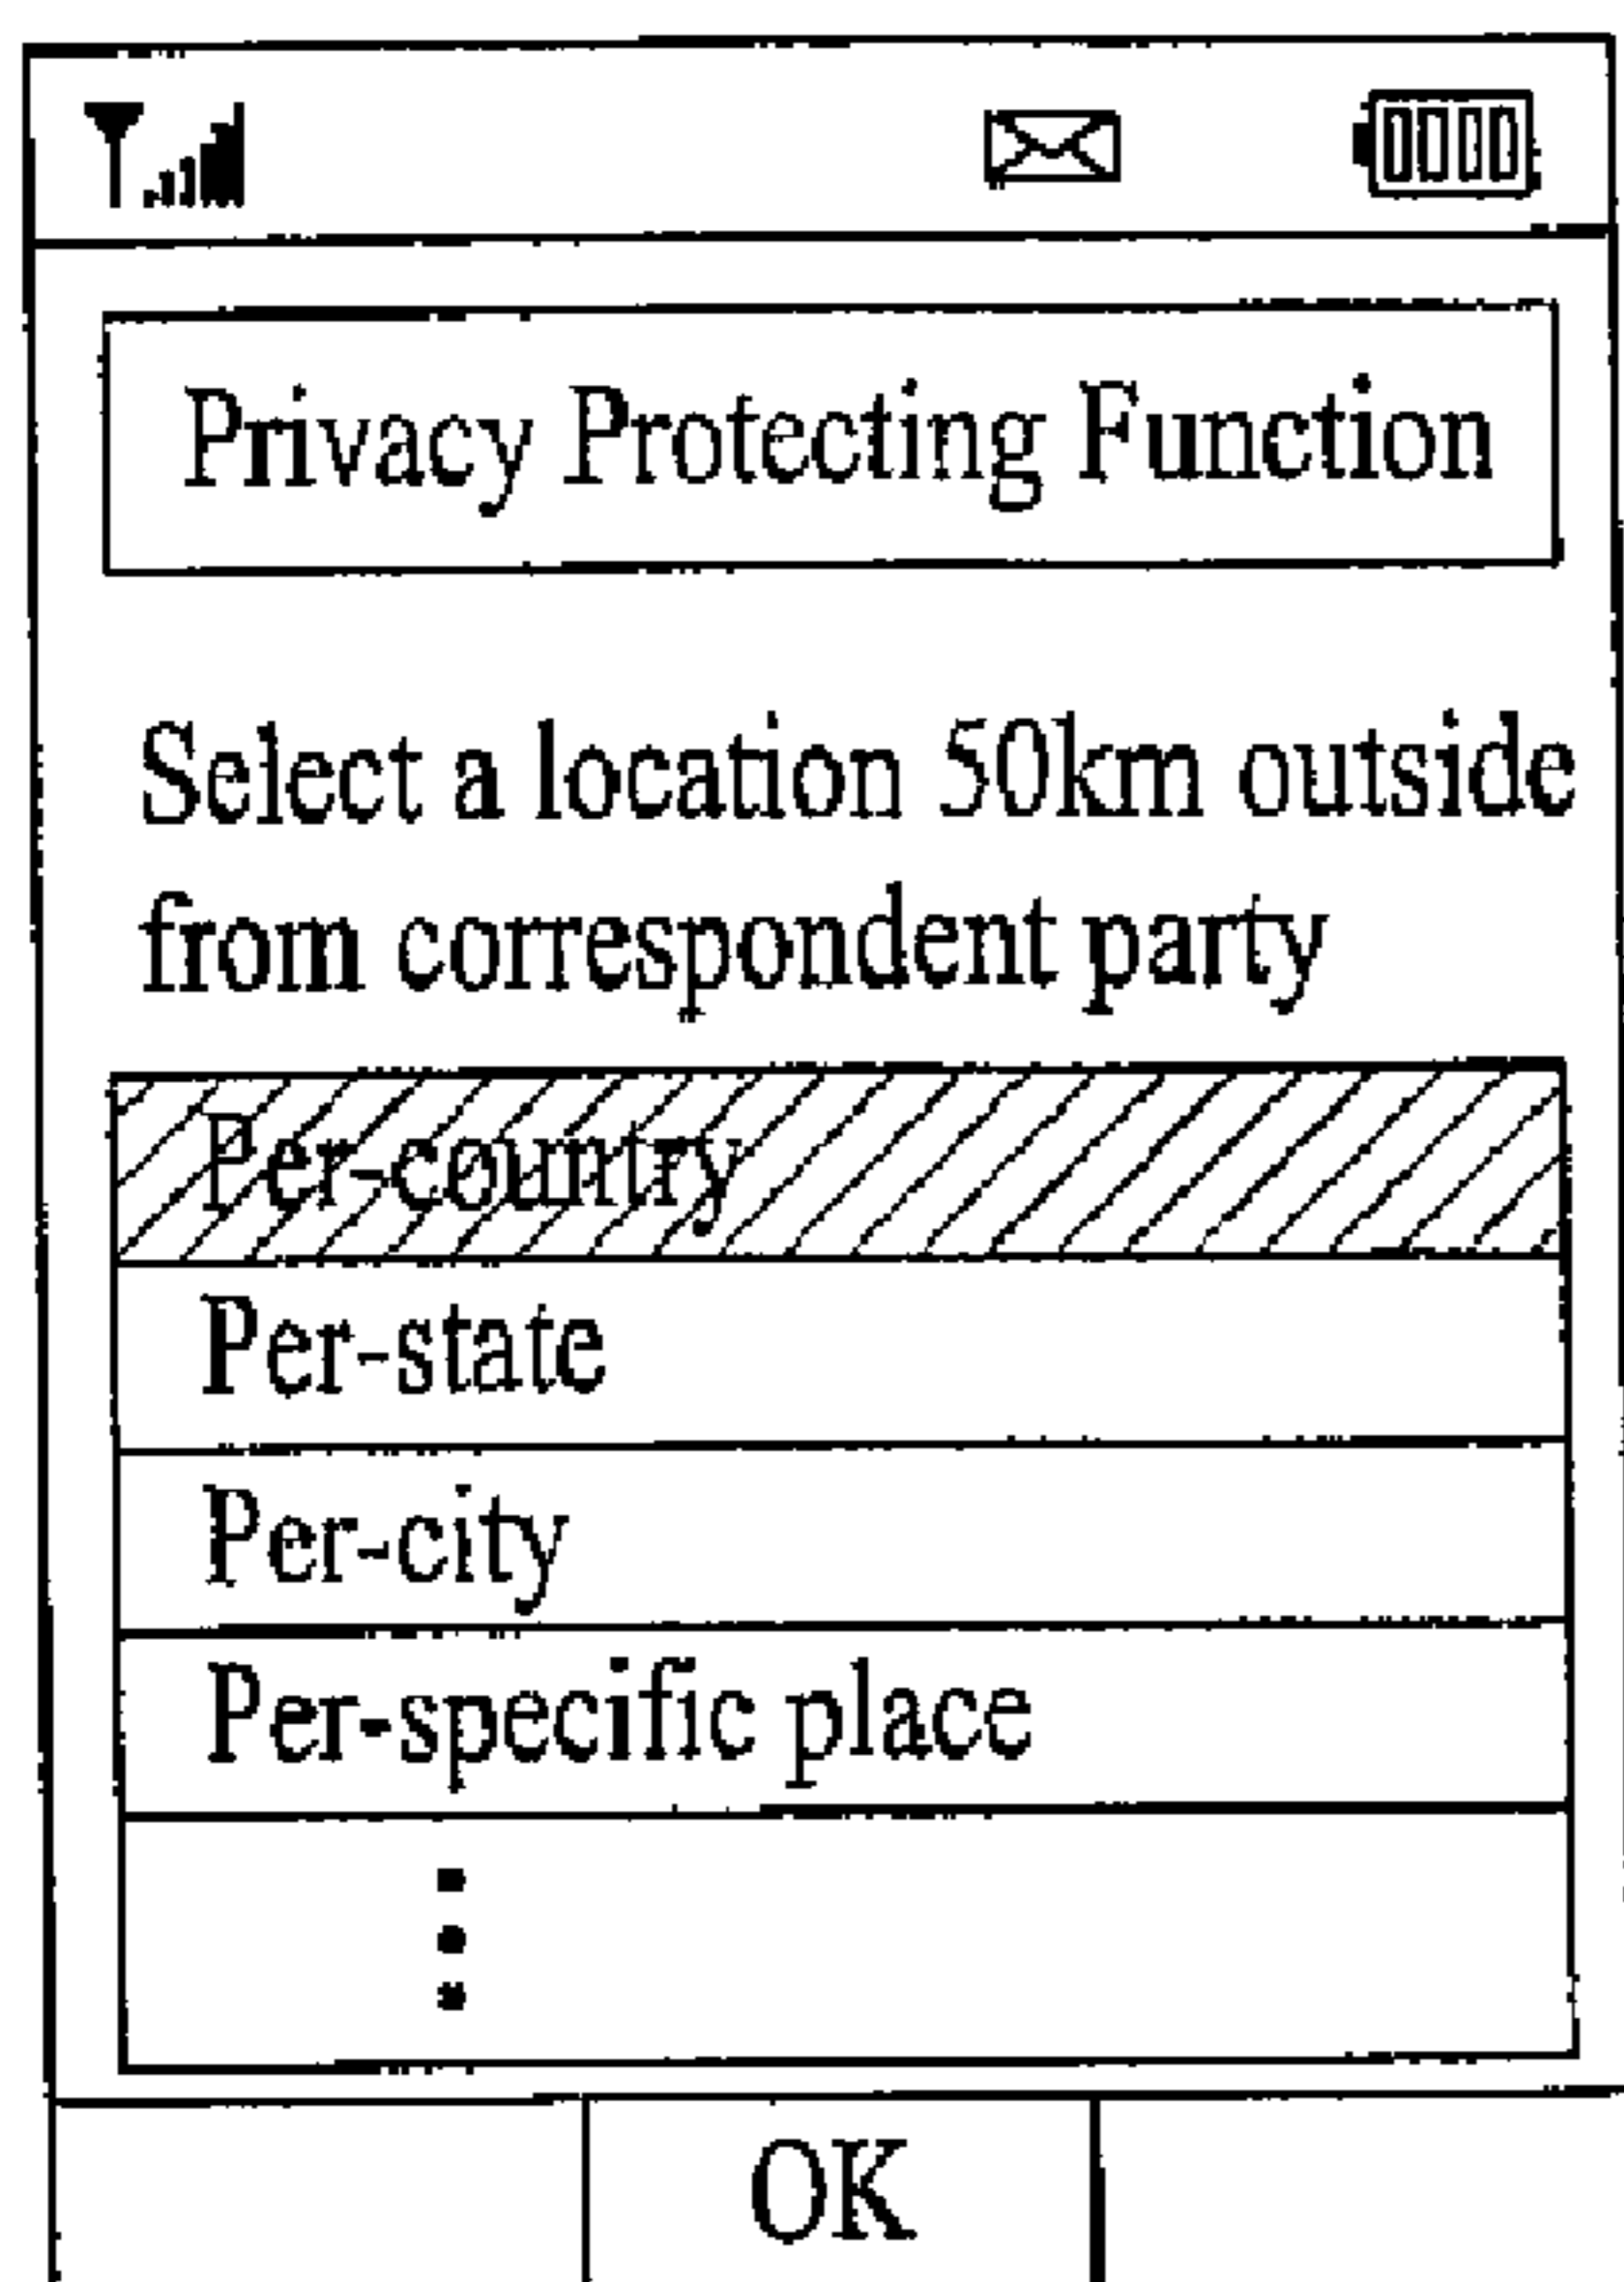 Privacy Protecting Function
Select a location 50km outside
from correspondent party
Per-country
Per-state
Per-city
Per-specific place
OK